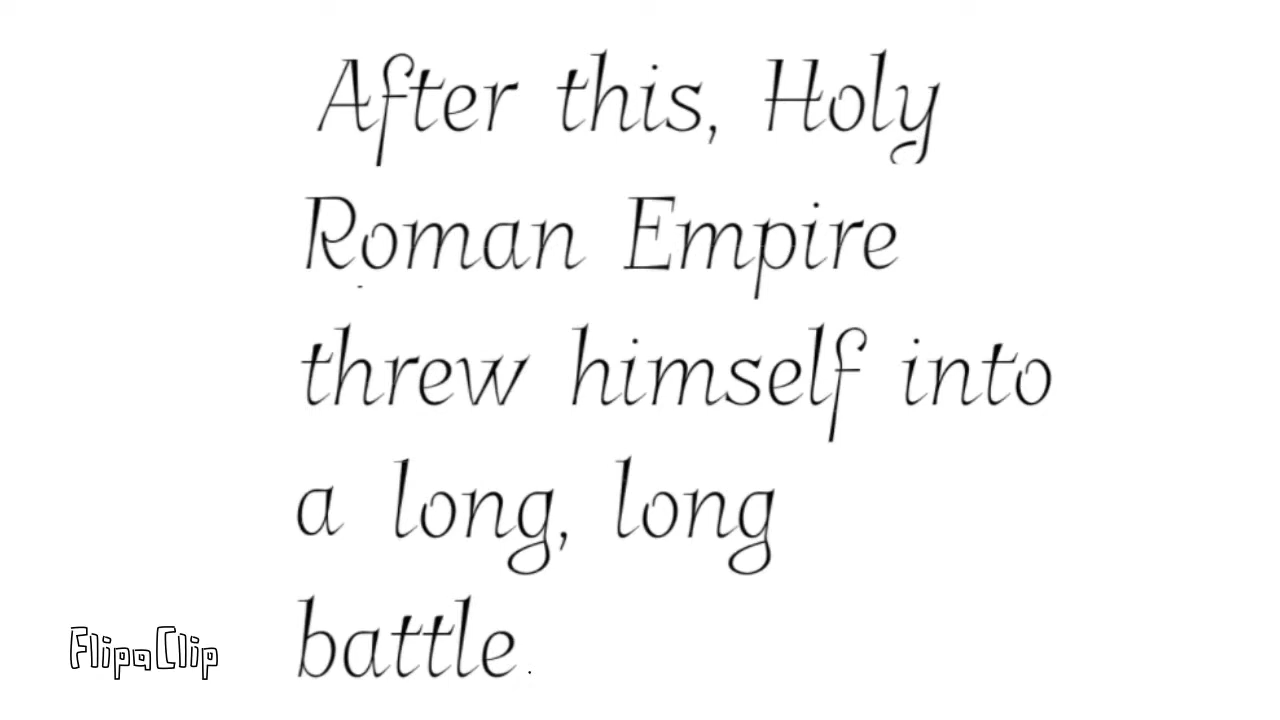 After this, Holy
Roman Empire
threw himself into
a long, long
battle.
FlipaClip